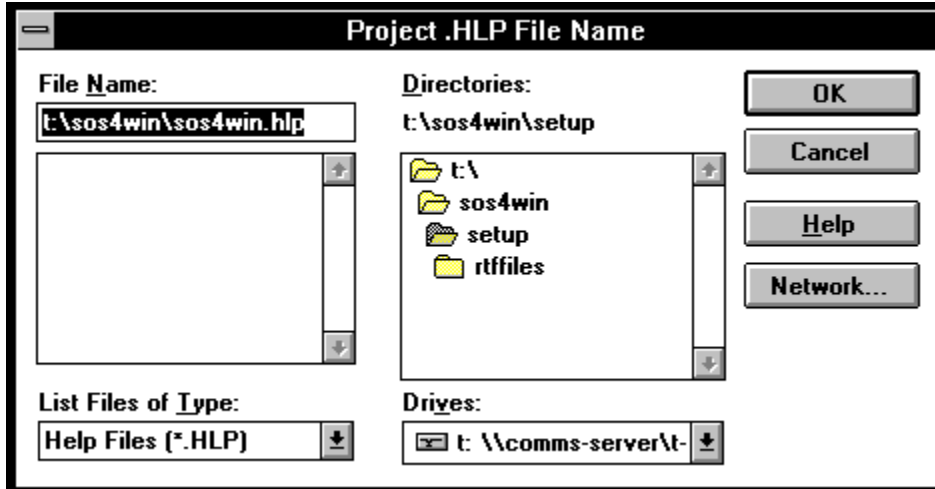 Project .HLP File Name
File Name:
t:\sos4win\sos4win.hlp
Directories:
t:\sos4win\setup
t:\
sos4win
setup
rtffiles
OK
Cancel
Help
Network...
List Files of Type:
Help Files (*.HLP)
Drives:
t: \\comms-server\t-